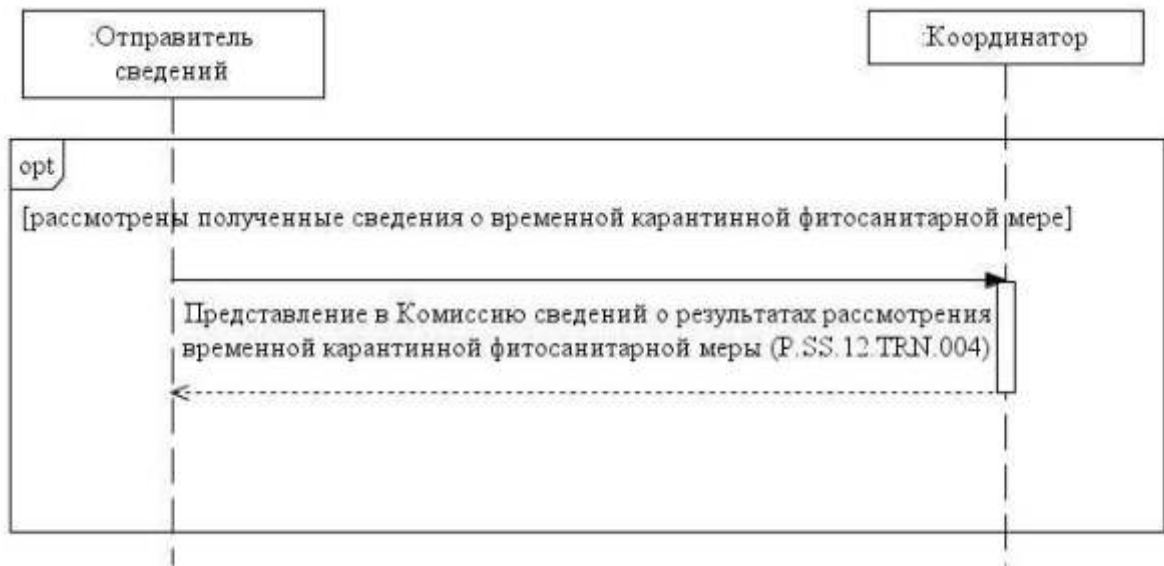 :Отправитель
сведений
:Координатор
opt
[рассмотрены полученные сведения о временной карантинной фитосанитарной мере]
Представление в Комиссию сведений о результатах рассмотрения
временной карантинной фитосанитарной меры (P.SS.12.TRN.004)